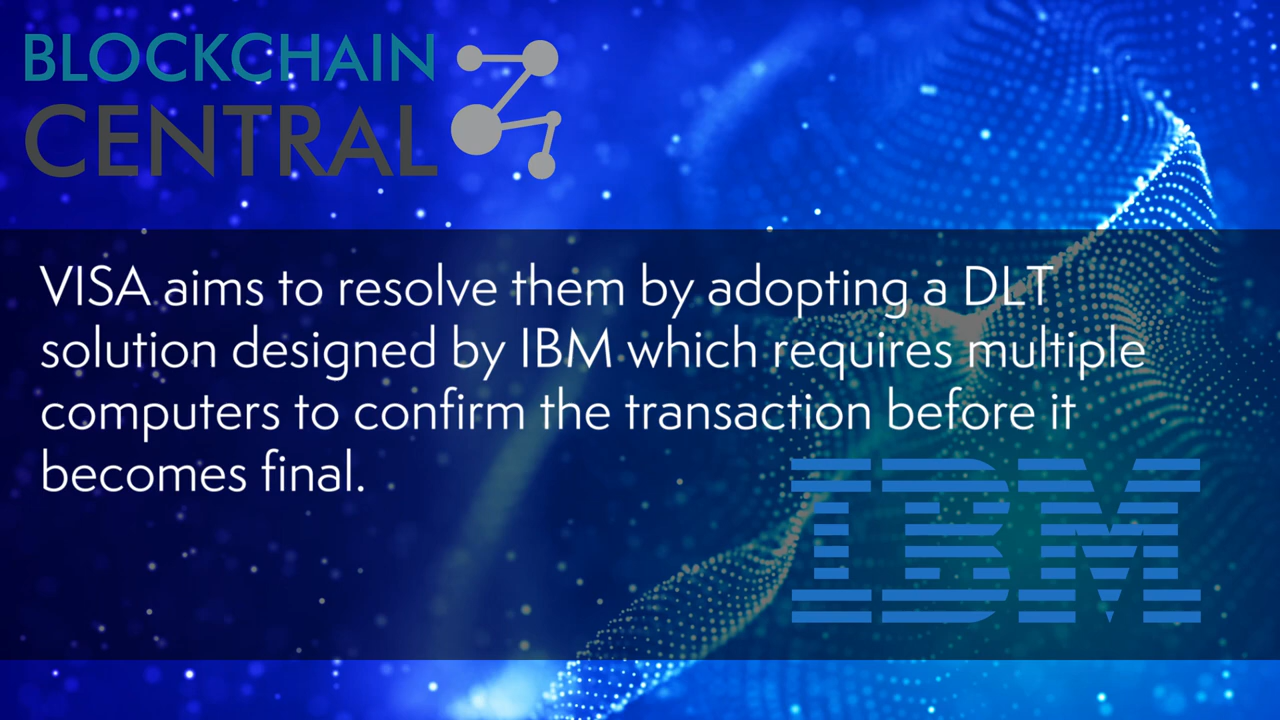 BLOCKCHAIN
CENTRAL
VISA aims to resolve them by adopting a DLT
solution designed by IBM which requires multiple
computers to confirm the transaction before it
becomes final.
IBM